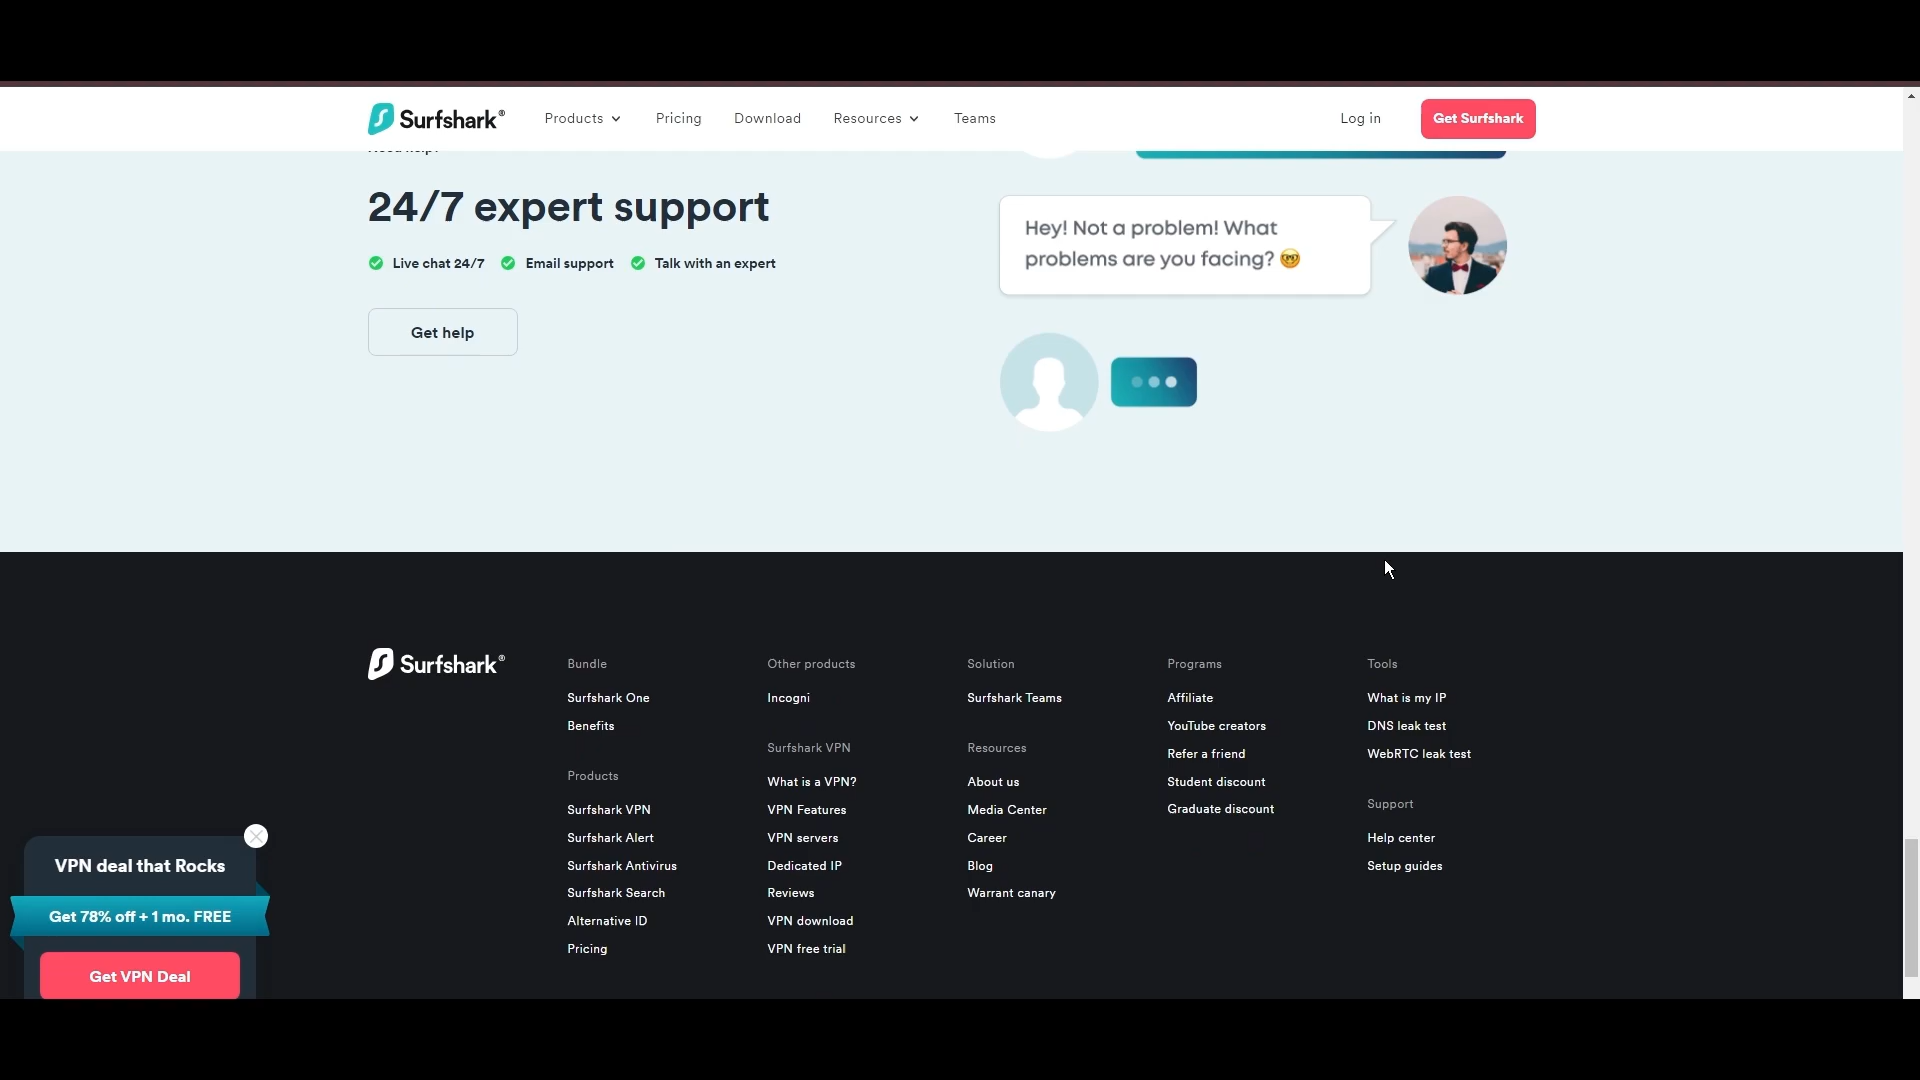 Surfshark®
Products
Pricing
Download
Resources
Teams
Log in
Get Surfshark
Need help?
24/7 expert support
Live chat 24/7
Email support
Talk with an expert
Get help
Hey! Not a problem! What
problems are you facing? 🤓
Surfshark®
Bundle
Surfshark One
Benefits
Products
Surfshark VPN
Surfshark Alert
Surfshark Antivirus
Surfshark Search
Alternative ID
Pricing
Other products
Incogni
Surfshark VPN
What is a VPN?
VPN Features
VPN servers
Dedicated IP
Reviews
VPN download
VPN free trial
Solution
Surfshark Teams
Resources
About us
Media Center
Career
Blog
Warrant canary
Programs
Affiliate
YouTube creators
Refer a friend
Student discount
Graduate discount
Tools
What is my IP
DNS leak test
WebRTC leak test
Support
Help center
Setup guides
VPN deal that Rocks
Get 78% off + 1 mo. FREE
Get VPN Deal